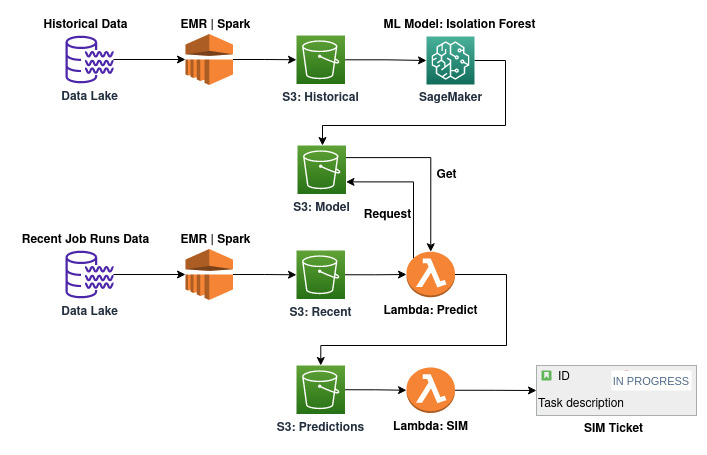 Historical Data
EMR | Spark
ML Model: Isolation Forest
Data Lake
S3: Historical
SageMaker
S3: Model
Get
Request
Recent Job Runs Data
EMR | Spark
Data Lake
S3: Recent
Lambda: Predict
S3: Predictions
Lambda: SIM
ID
IN PROGRESS
Task description
SIM Ticket